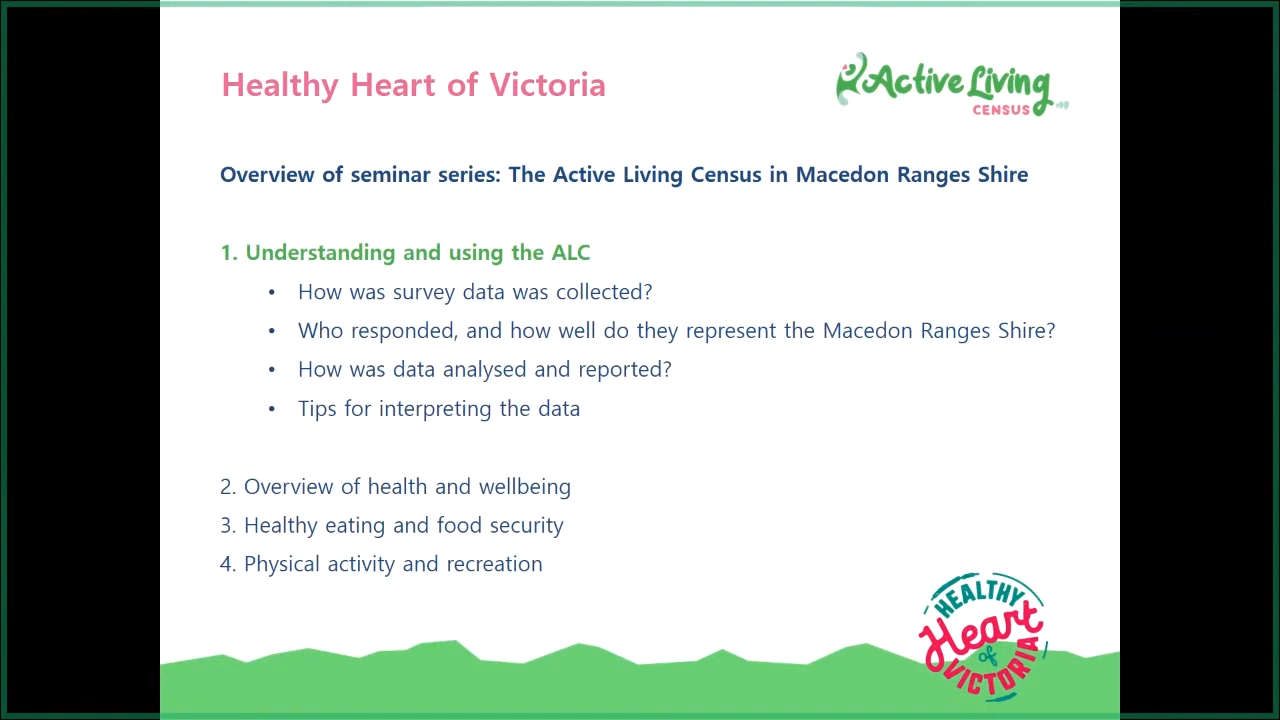 Healthy Heart of Victoria
Active Living
CENSUS
Overview of seminar series: The Active Living Census in Macedon Ranges Shire
1. Understanding and using the ALC
• How was survey data was collected?
• Who responded, and how well do they represent the Macedon Ranges Shire?
• How was data analysed and reported?
• Tips for interpreting the data
2. Overview of health and wellbeing
3. Healthy eating and food security
4. Physical activity and recreation
HEALTHY
Heart
of
VICTORIA